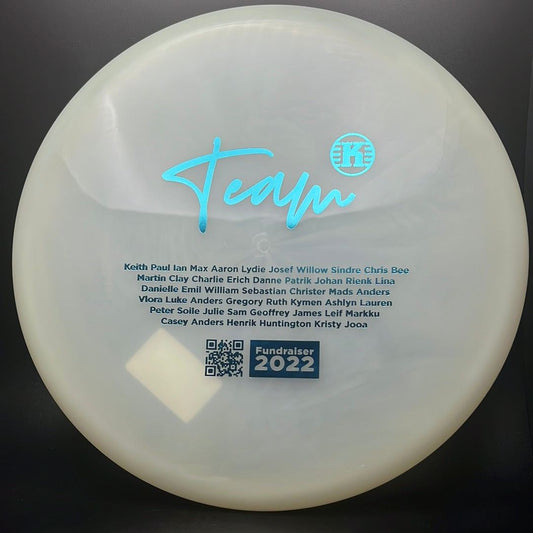 Team K
Keith Paul Ian Max Aaron Lydie Josef Willow Sindre Chris Bee
Martin Clay Charlie Erich Danne Patrik Johan Rienk Lina
Danielle Emil William Sebastian Christer Mads Anders
Vlora Luke Anders Gregory Ruth Kymen Ashlyn Lauren
Peter Soile Julie Sam Geoffrey James Leif Markku
Casey Anders Henrik Huntington Kristy Jooa
Fundraiser
2022